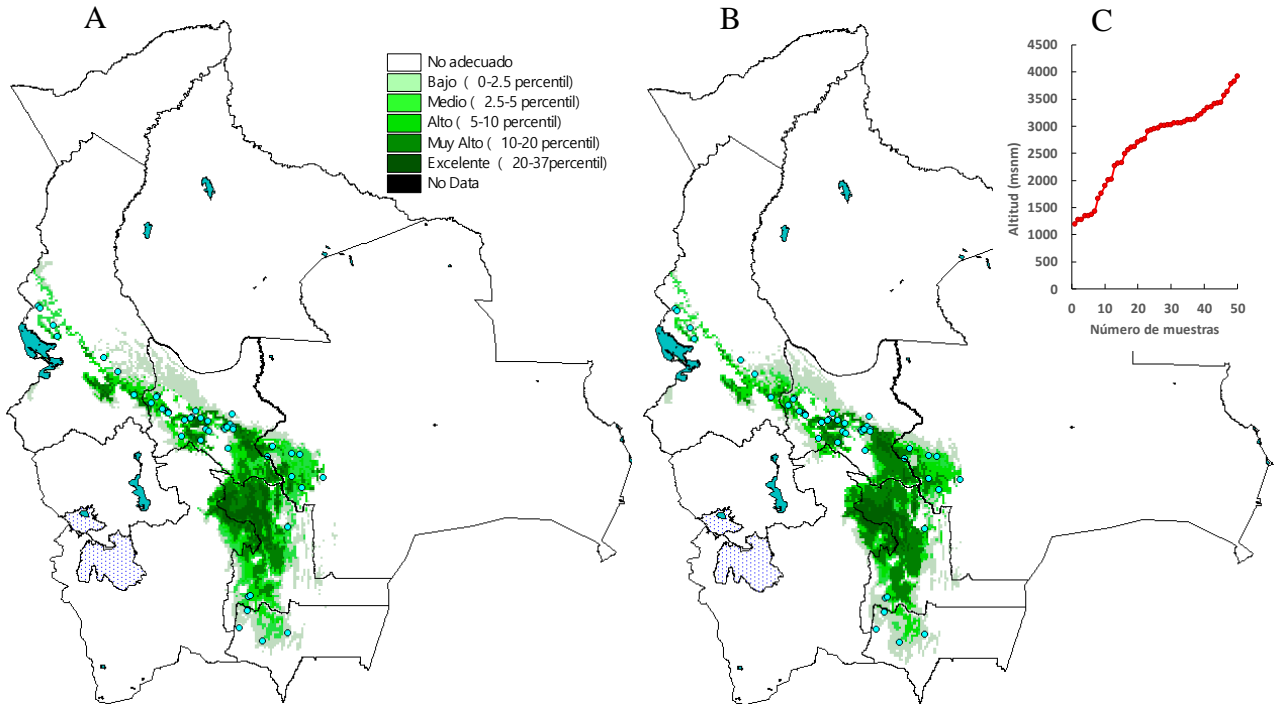 A
No adecuado
Bajo ( 0-2.5 percentil)
Medio ( 2.5-5 percentil)
Alto ( 5-10 percentil)
Muy Alto ( 10-20 percentil)
Excelente ( 20-37percentil)
No Data
B
C
Altitud (msnm)
4500
4000
3500
3000
2500
2000
1500
1000
500
0
0 10 20 30 40 50
Número de muestras